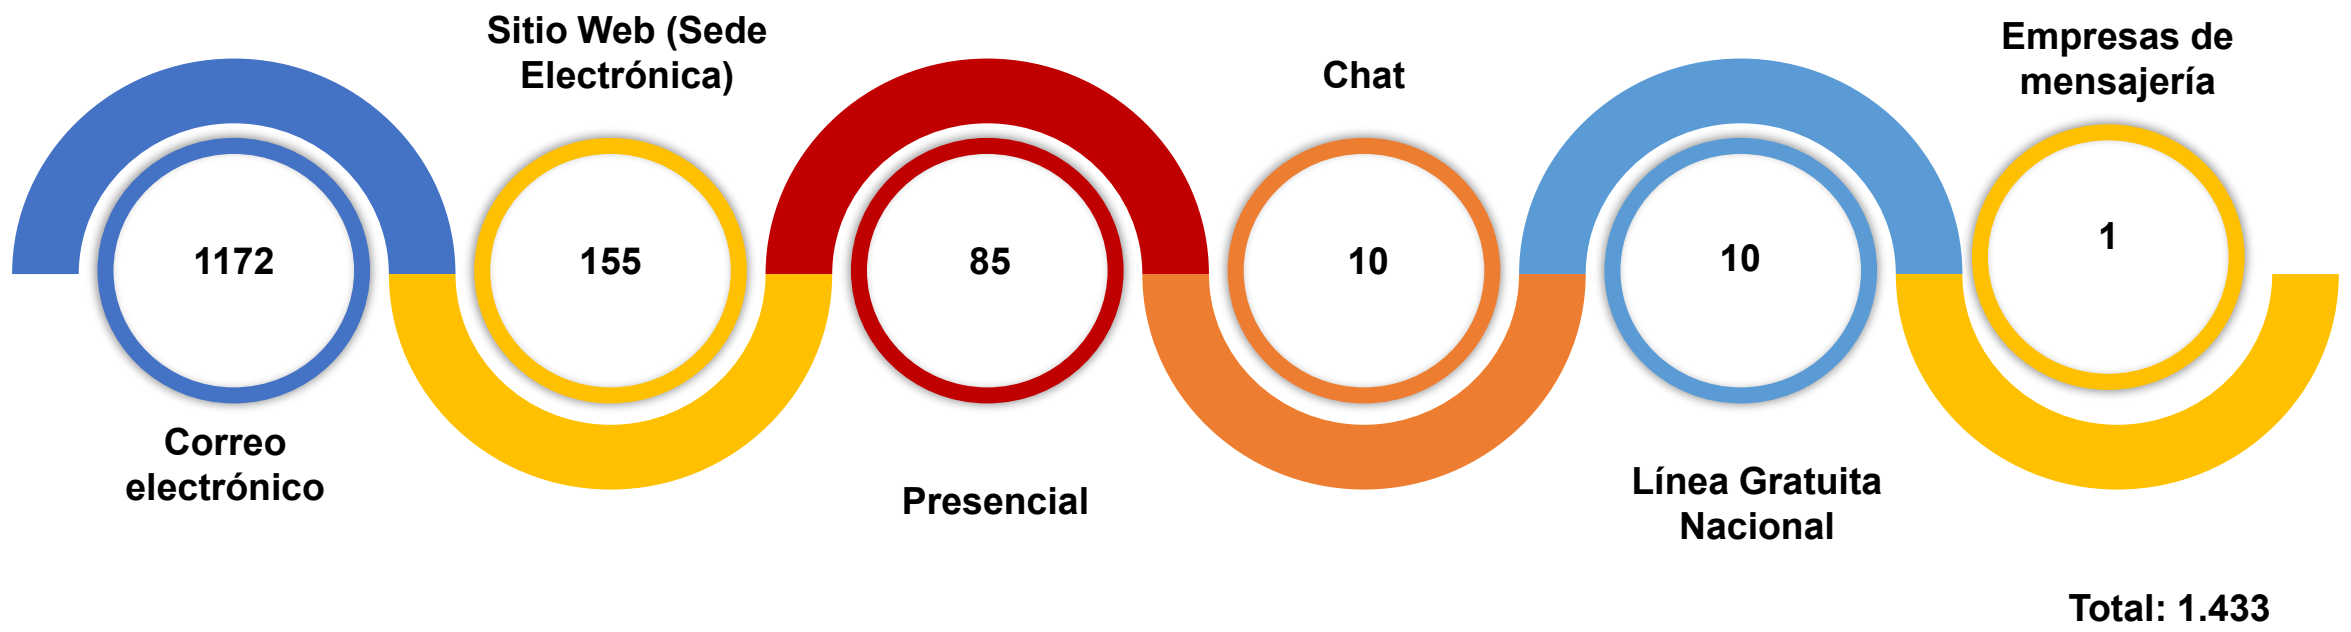 Sitio Web (Sede
Electrónica)
Chat
Empresas de
mensajería
1172
155
85
10
10
1
Correo
electrónico
Presencial
Línea Gratuita
Nacional
Total: 1.433